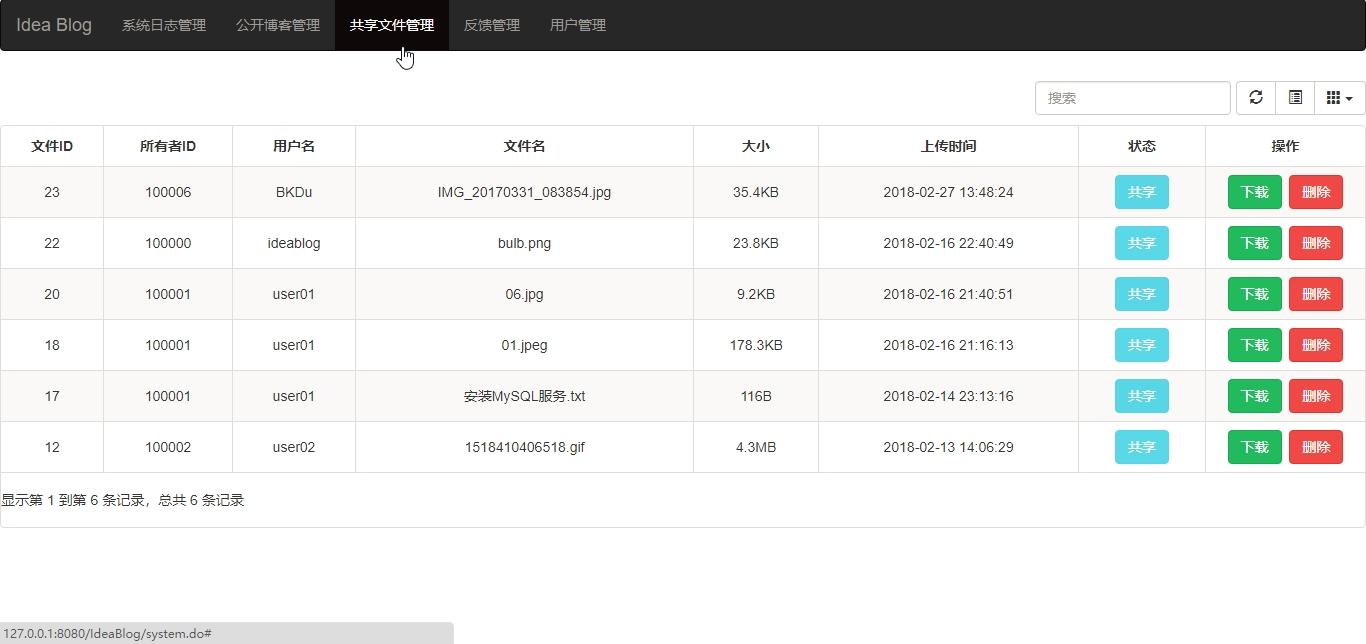 Idea Blog 系统日志管理 公开博客管理 共享文件管理 反馈管理 用户管理
搜索
文件ID 所有者ID 用户名 文件名 大小 上传时间 状态 操作
23 100006 BKDu IMG_20170331_083854.jpg 35.4KB 2018-02-27 13:48:24 共享 下载 删除
22 100000 ideablog bulb.png 23.8KB 2018-02-16 22:40:49 共享 下载 删除
20 100001 user01 06.jpg 9.2KB 2018-02-16 21:40:51 共享 下载 删除
18 100001 user01 01.jpeg 178.3KB 2018-02-16 21:16:13 共享 下载 删除
17 100001 user01 安装MySQL服务.txt 116B 2018-02-14 23:13:16 共享 下载 删除
12 100002 user02 1518410406518.gif 4.3MB 2018-02-13 14:06:29 共享 下载 删除
显示第 1 到第 6 条记录，总共 6 条记录
127.0.0.1:8080/IdeaBlog/system.do#